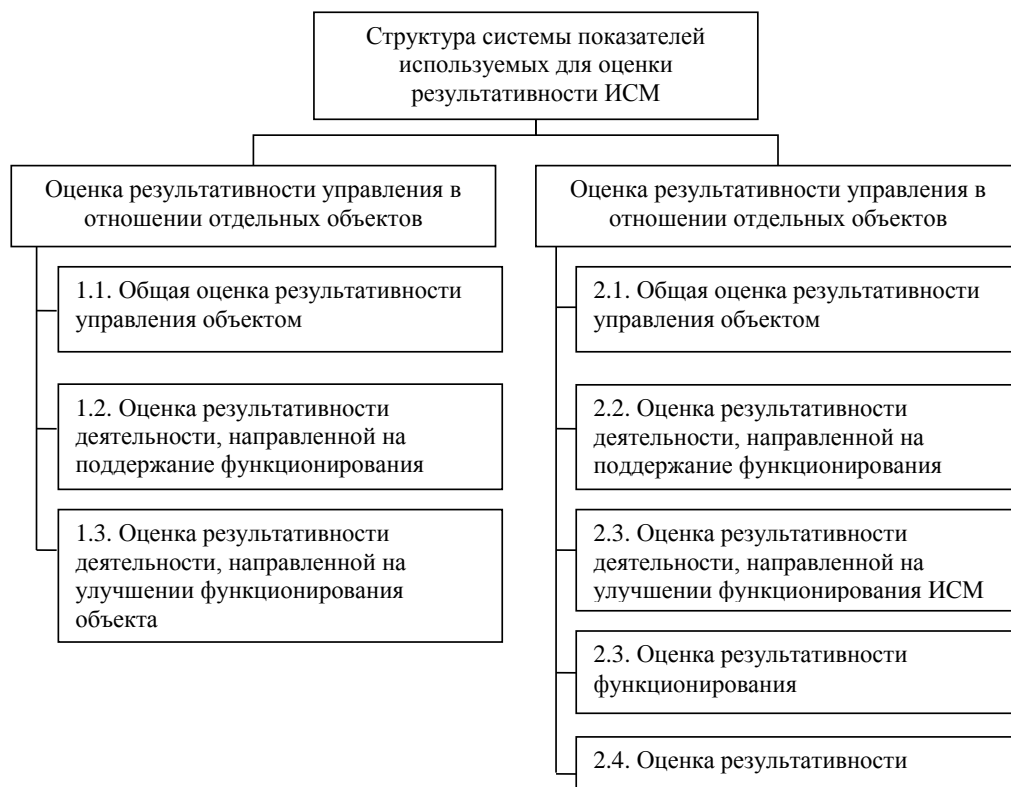 Структура системы показателей
используемых для оценки
результативности ИСМ
Оценка результативности управления в
отношении отдельных объектов
1.1. Общая оценка результативности
управления объектом
1.2. Оценка результативности
деятельности, направленной на
поддержание функционирования
1.3. Оценка результативности
деятельности, направленной на
улучшении функционирования
объекта
Оценка результативности управления в
отношении отдельных объектов
2.1. Общая оценка результативности
управления объектом
2.2. Оценка результативности
деятельности, направленной на
поддержание функционирования
2.3. Оценка результативности
деятельности, направленной на
улучшении функционирования ИСМ
2.3. Оценка результативности
функционирования
2.4. Оценка результативности